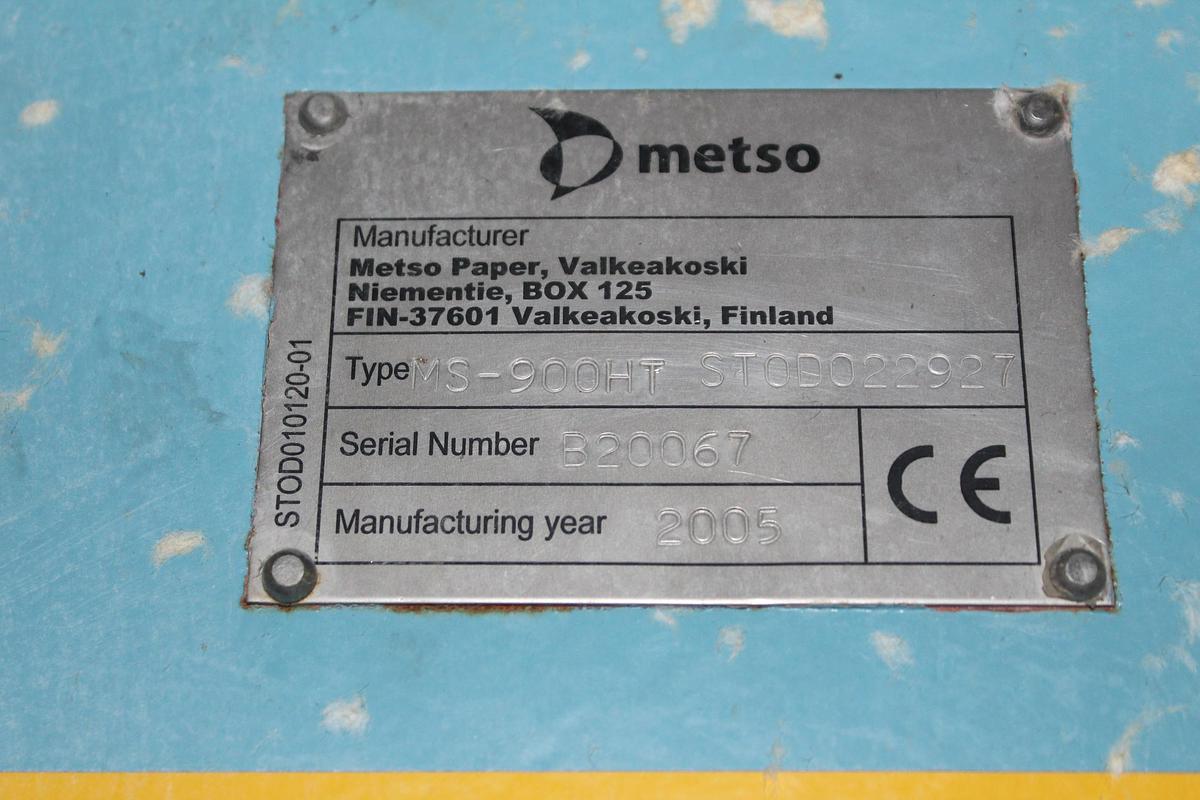 metso
Manufacturer
Metso Paper, Valkeakoski
Niementie, BOX 125
FIN-37601 Valkeakoski, Finland
Type MS-900HT STOD022927
Serial Number B20067
Manufacturing year 2005
CE
STOD010120-01